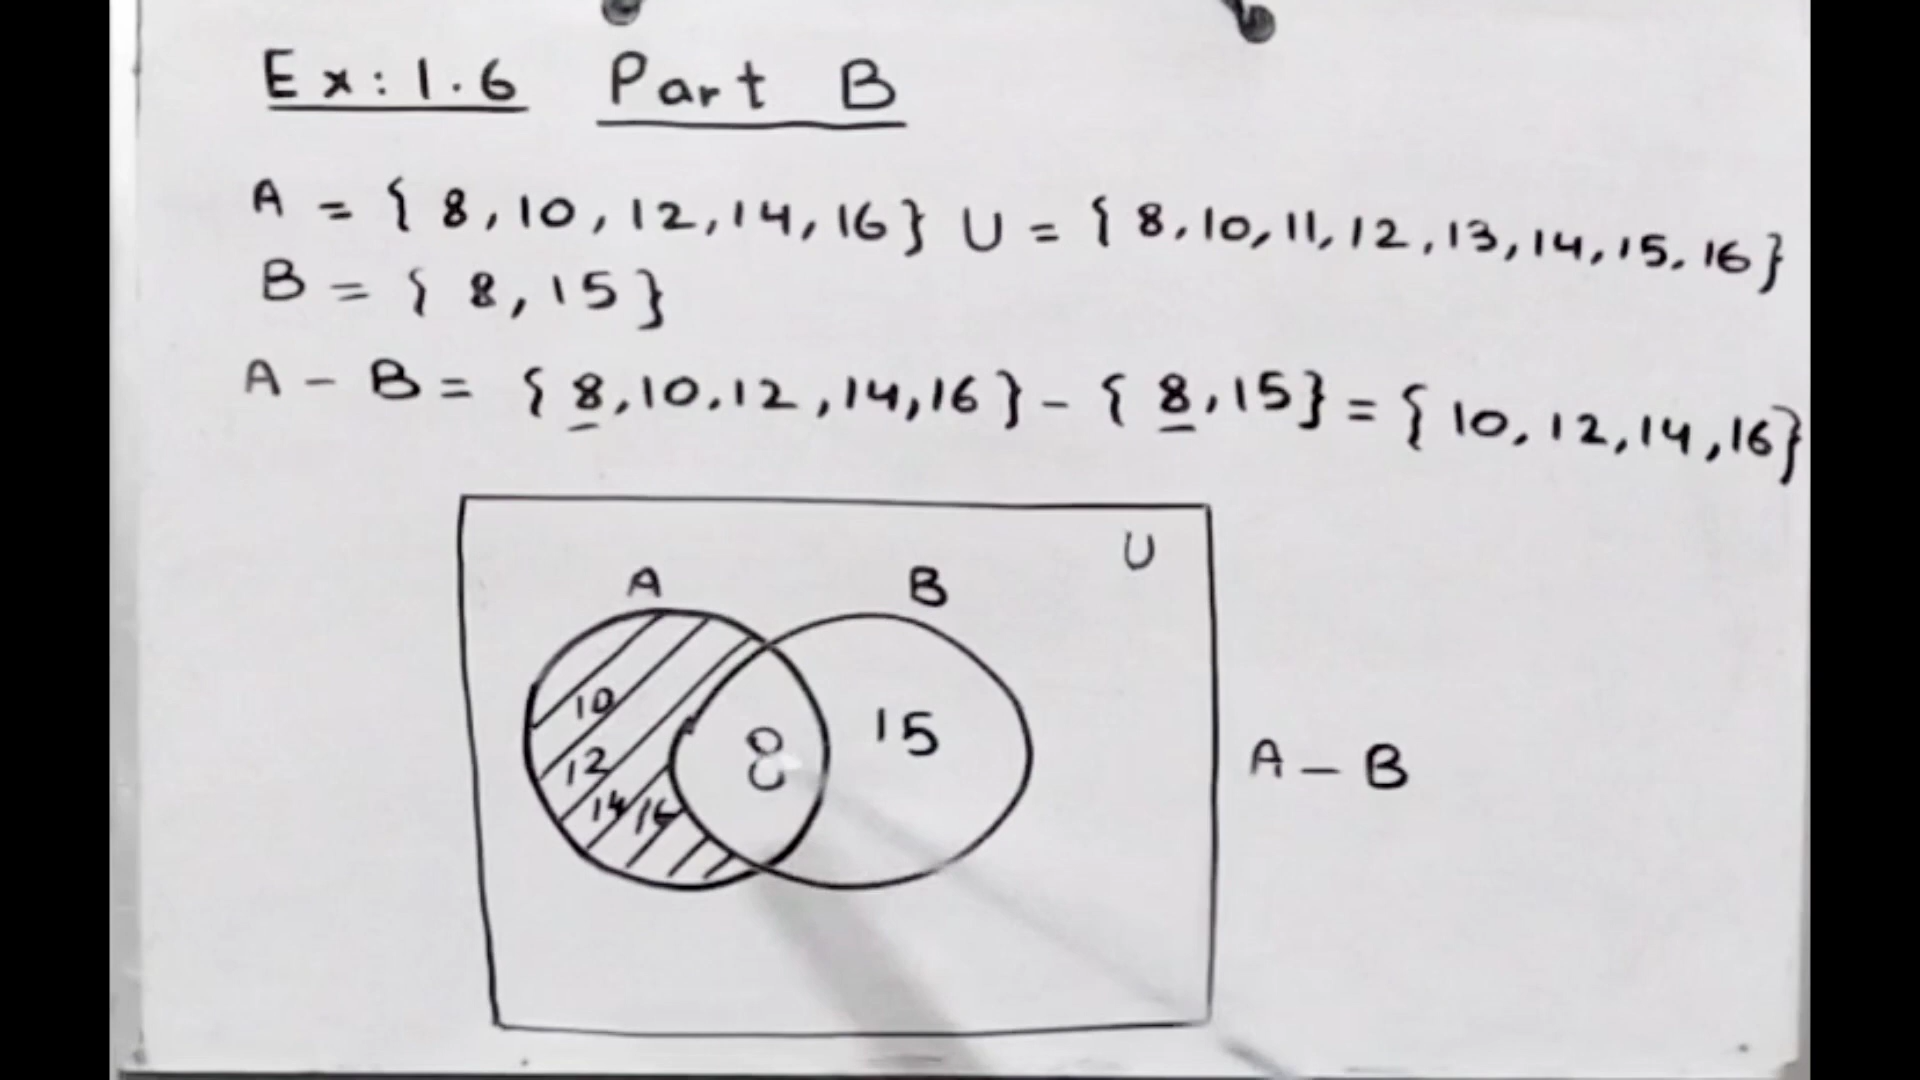 Ex: 1.6 Part B
A = { 8, 10, 12, 14, 16} U = { 8, 10, 11, 12, 13, 14, 15, 16}
B = { 8, 15}
A - B = { 8, 10, 12, 14, 16} - { 8, 15} = { 10, 12, 14, 16}
U
A B
10
12
14 16
8
15
A - B